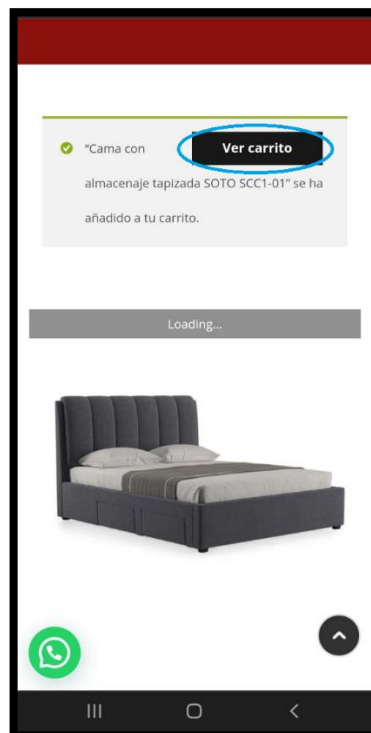 “Cama con
Ver carrito
almacenaje tapizada SOTO SCC1-01” se ha
añadido a tu carrito.
Loading...